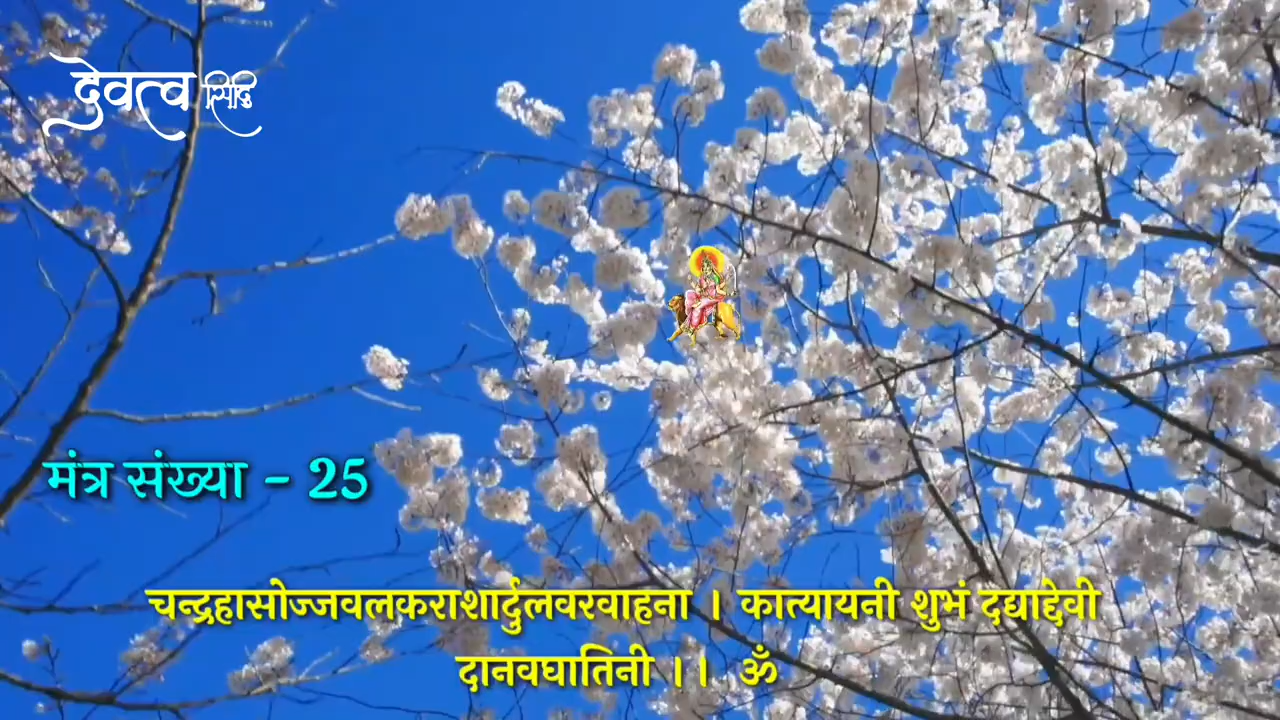 देवत्व सिद्धि
मंत्र संख्या - 25
चन्द्रहासोज्जवलकराशार्दुलवरवाहना । कात्यायनी शुभं दद्याद्देवी
दानवघातिनी ।। ॐ